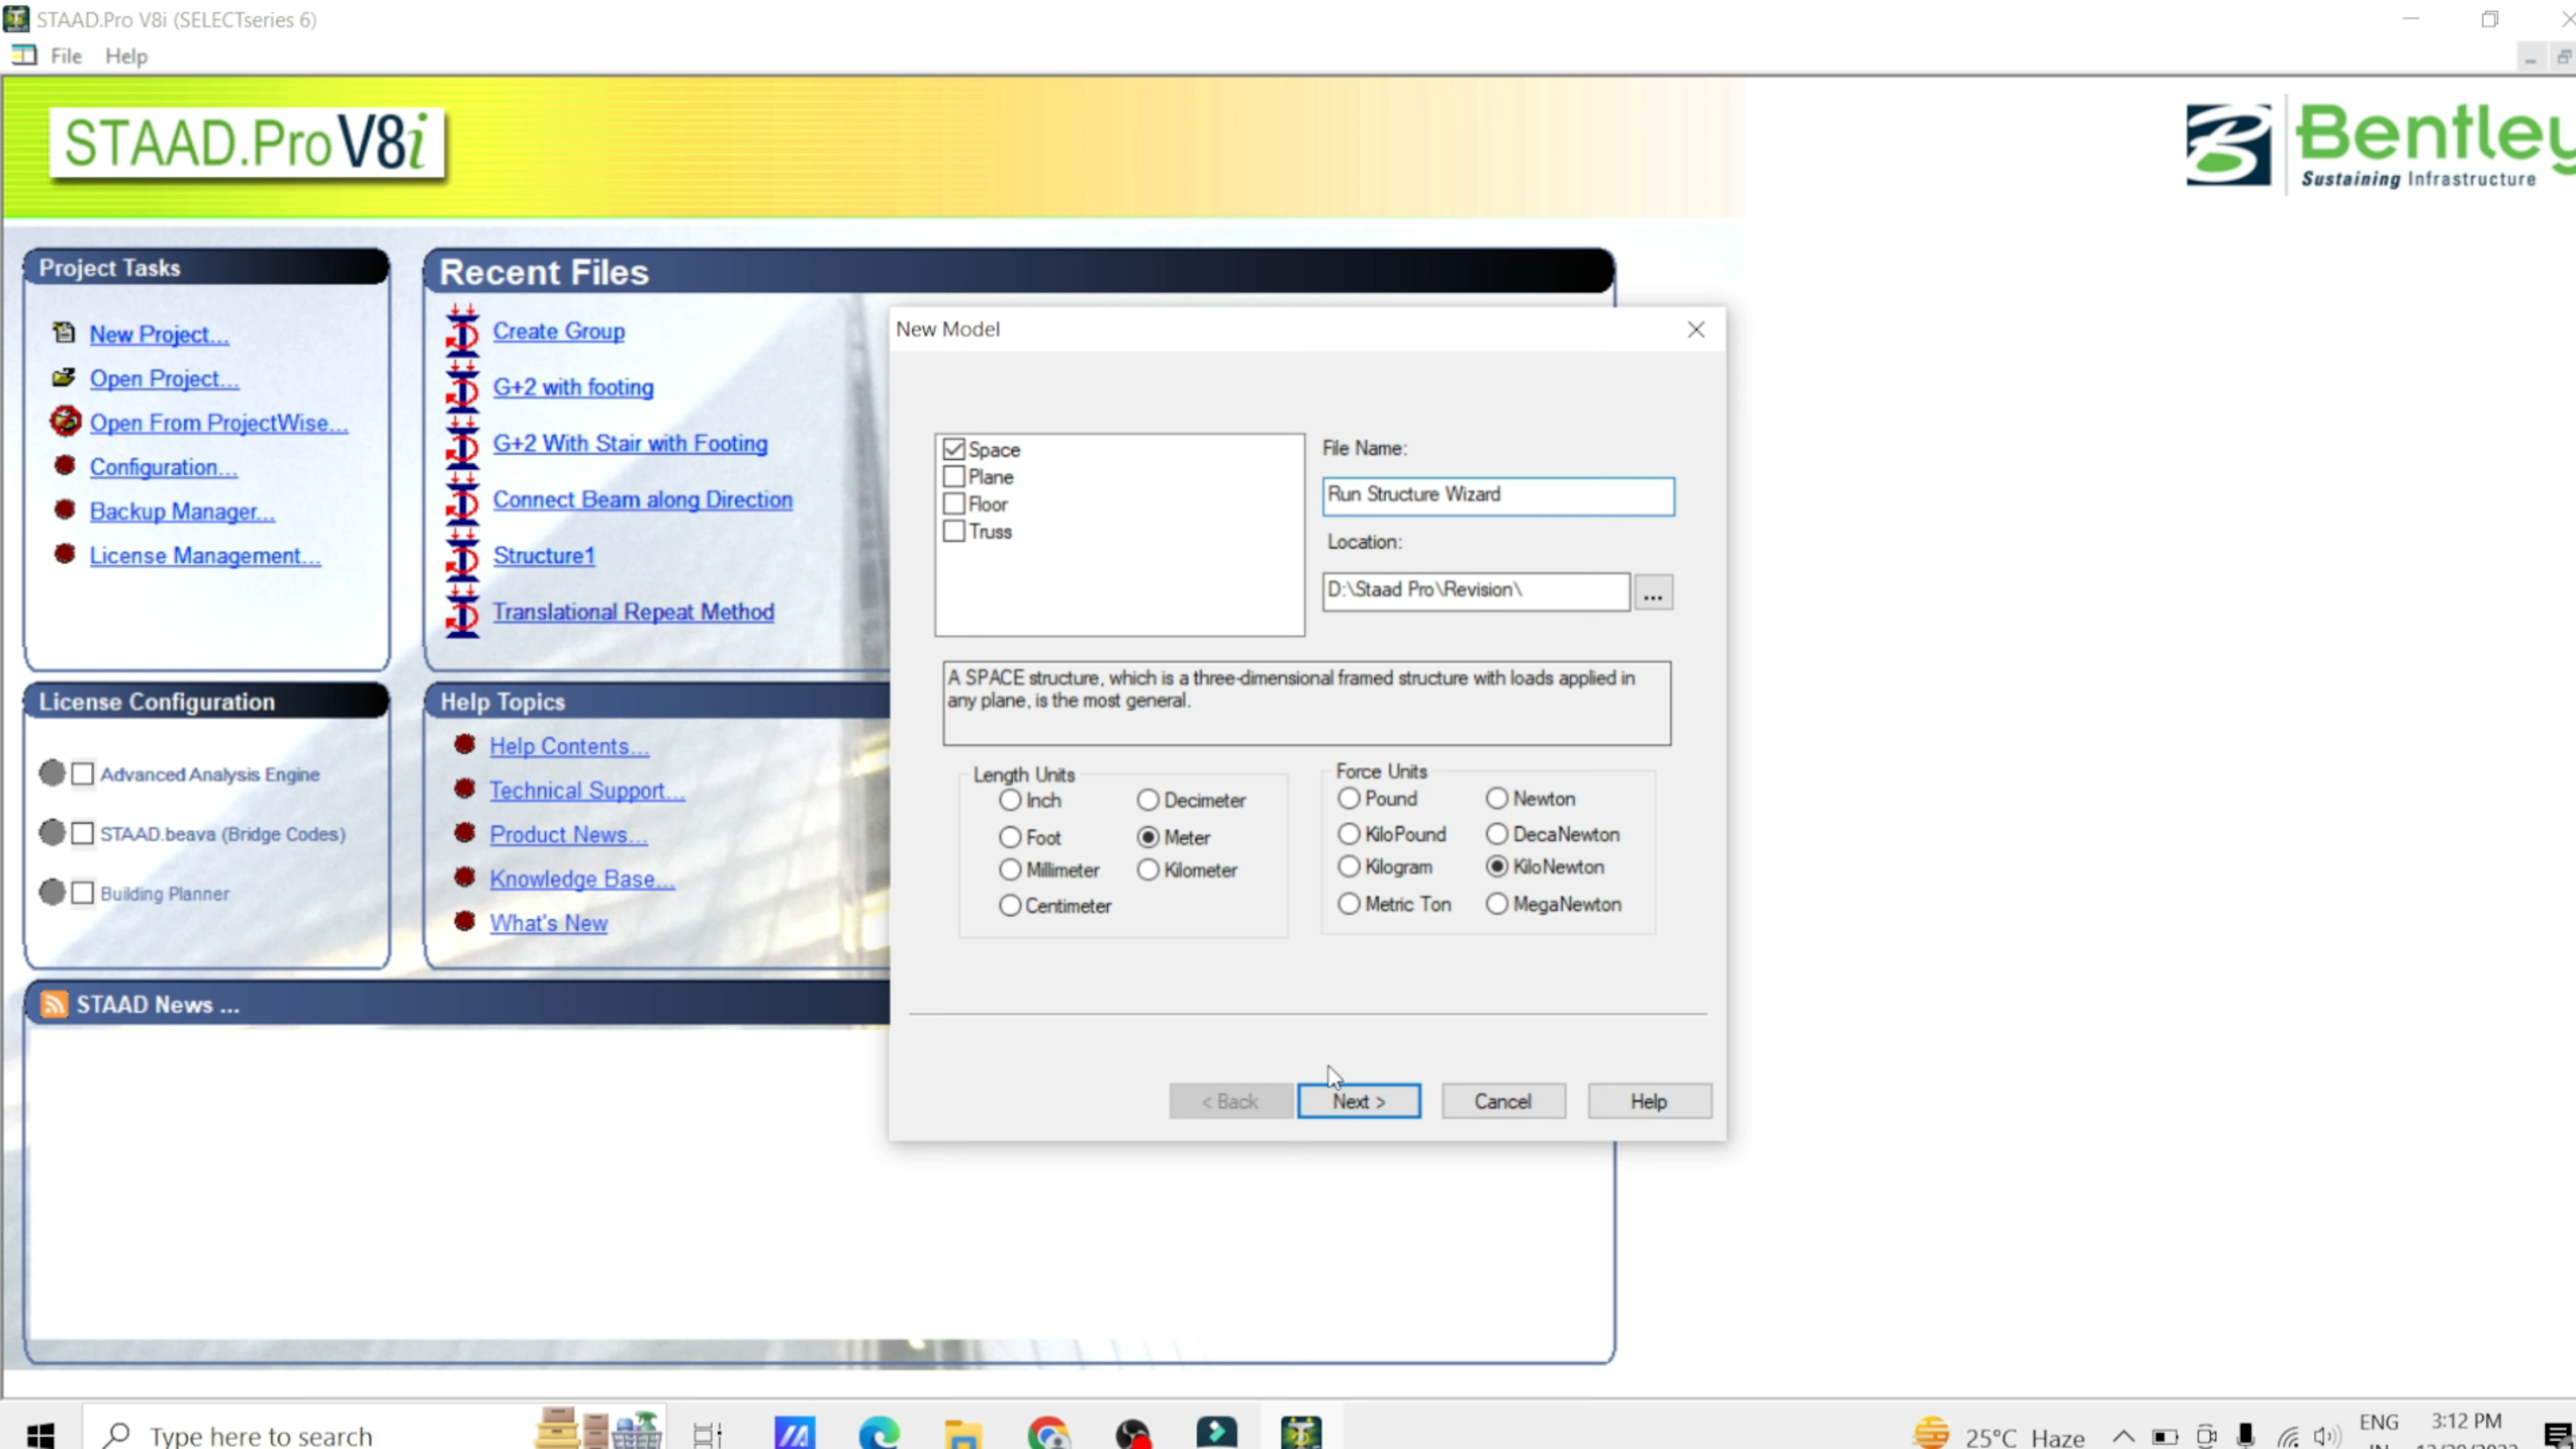 STAAD.Pro V8i (SELECTseries 6)
File Help
STAAD.Pro V8i
Bentley
Sustaining Infrastructure
Project Tasks
New Project...
Open Project...
Open From ProjectWise...
Configuration...
Backup Manager...
License Management...
Recent Files
Create Group
G+2 with footing
G+2 With Stair with Footing
Connect Beam along Direction
Structure1
Translational Repeat Method
New Model
Space
Plane
Floor
Truss
File Name:
Run Structure Wizard
Location:
D:\Staad Pro\Revision\
...
A SPACE structure, which is a three-dimensional framed structure with loads applied in
any plane, is the most general.
Length Units
Inch Decimeter
Foot Meter
Millimeter Kilometer
Centimeter
Force Units
Pound Newton
KiloPound DecaNewton
Kilogram KiloNewton
Metric Ton MegaNewton
< Back Next > Cancel Help
License Configuration
Advanced Analysis Engine
STAAD.beava (Bridge Codes)
Building Planner
Help Topics
Help Contents...
Technical Support...
Product News...
Knowledge Base...
What's New
STAAD News ...
Type here to search
25°C Haze
ENG
3:12 PM